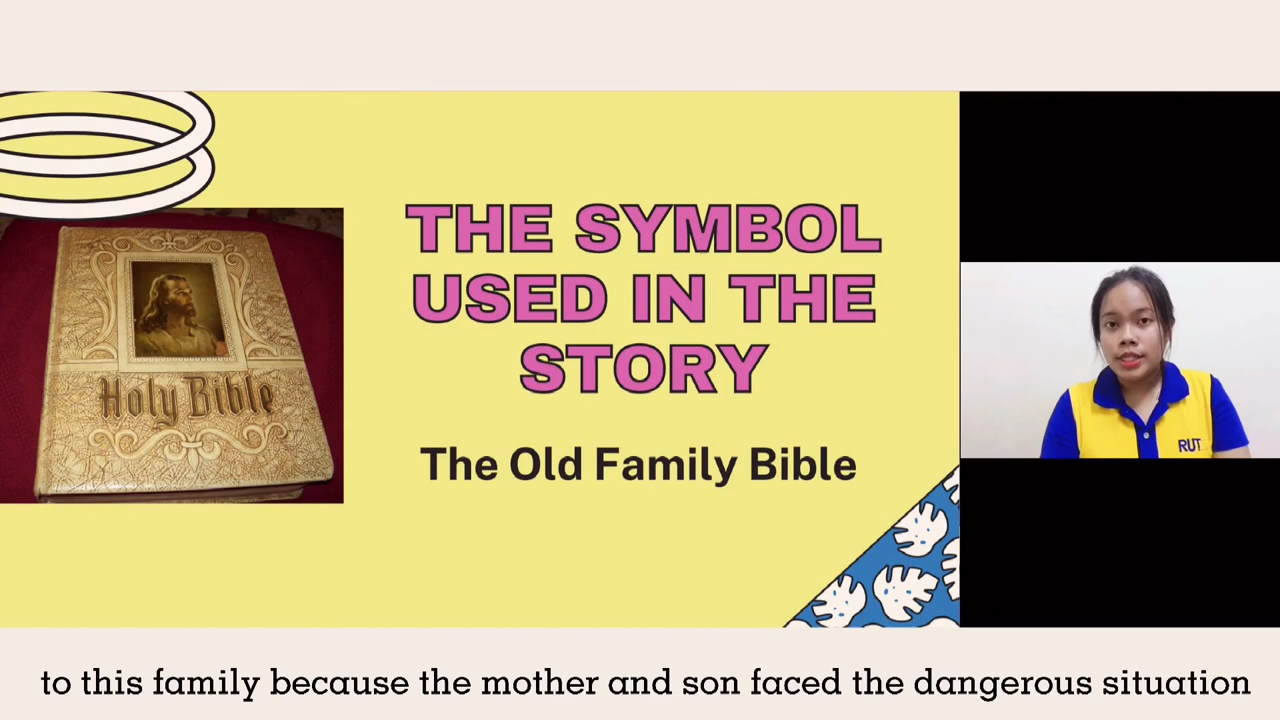 THE SYMBOL
USED IN THE
STORY
The Old Family Bible
Holy Bible
RUT
to this family because the mother and son faced the dangerous situation